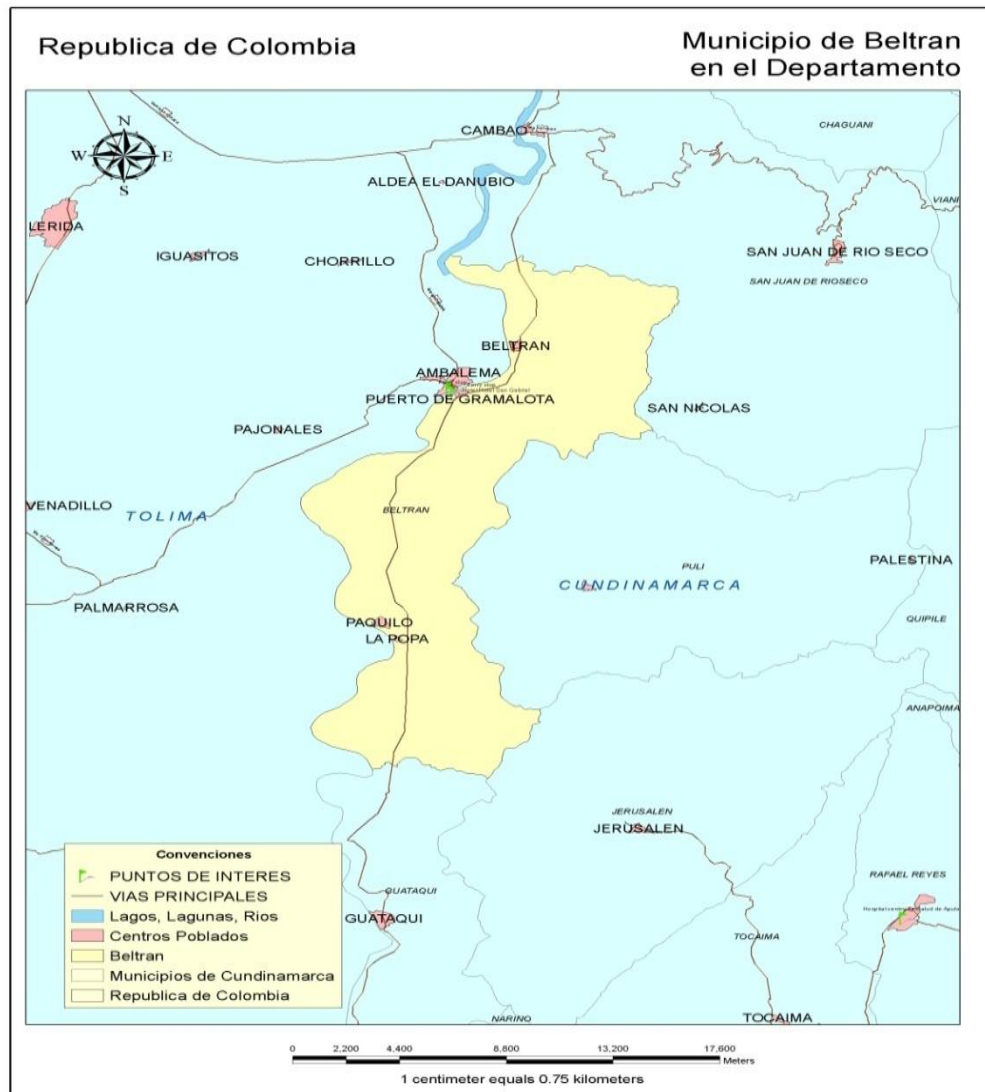 Republica de Colombia
Municipio de Beltran
en el Departamento
CHAGUANI
CAMBAO
N
W E
S
ALDEA EL DANUBIO
VIANI
LERIDA
IGUASITOS
CHORRILLO
SAN JUAN DE RIO SECO
SAN JUAN DE RIOSECO
BELTRAN
AMBALEMA
PUERTO DE GRAMALOTA
SAN NICOLAS
PAJONALES
VENADILLO
TOLIMA
BELTRAN
PALESTINA
PULI
CUNDINAMARCA
PALMARROSA
PAQUILO
LA POPA
QUIPILE
ANAPOIMA
JERUSALEN
JERUSALEN
RAFAEL REYES
GUATAQUI
GUATAQUI
TOCAIMA
NARINO
TOCAIMA
Convenciones
PUNTOS DE INTERES
VIAS PRINCIPALES
Lagos, Lagunas, Rios
Centros Poblados
Beltran
Municipios de Cundinamarca
Republica de Colombia
0 2,200 4,400 8,800 13,200 17,600
Meters
1 centimeter equals 0.75 kilometers